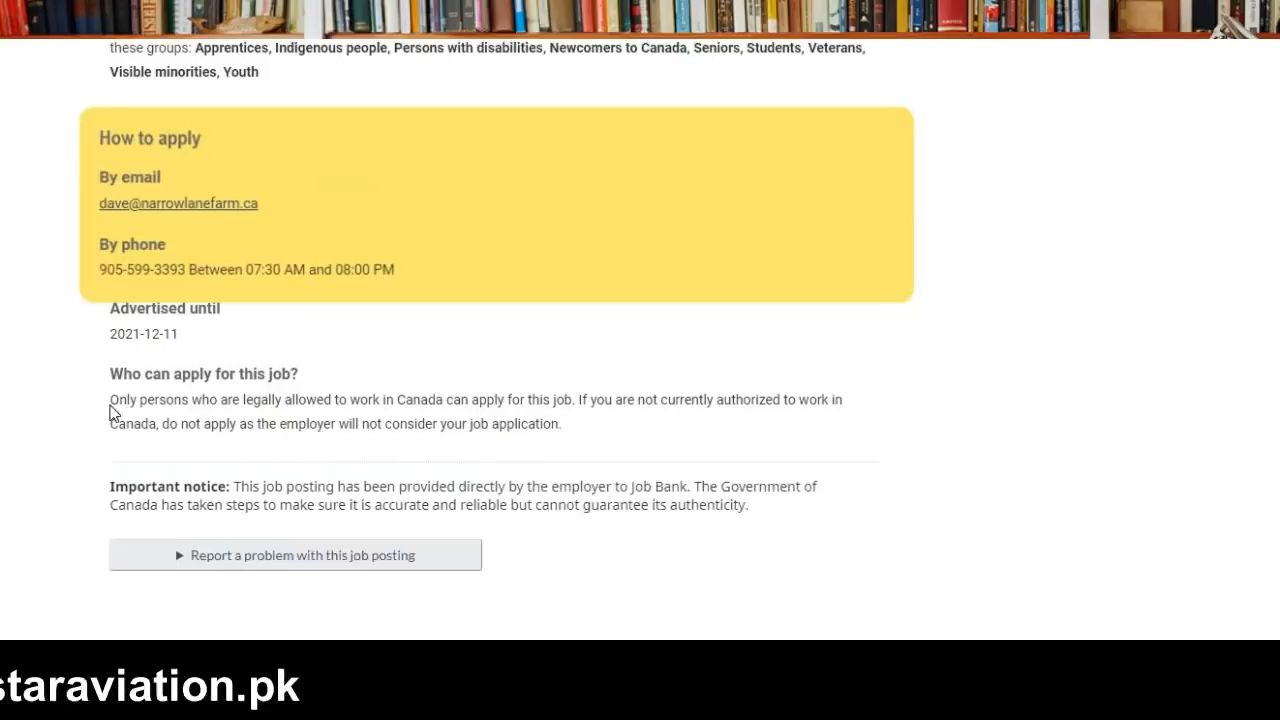 these groups: Apprentices, Indigenous people, Persons with disabilities, Newcomers to Canada, Seniors, Students, Veterans,
Visible minorities, Youth
How to apply
By email
dave@narrowlanefarm.ca
By phone
905-599-3393 Between 07:30 AM and 08:00 PM
Advertised until
2021-12-11
Who can apply for this job?
Only persons who are legally allowed to work in Canada can apply for this job. If you are not currently authorized to work in
Canada, do not apply as the employer will not consider your job application.
Important notice: This job posting has been provided directly by the employer to Job Bank. The Government of
Canada has taken steps to make sure it is accurate and reliable but cannot guarantee its authenticity.
Report a problem with this job posting
staraviation.pk